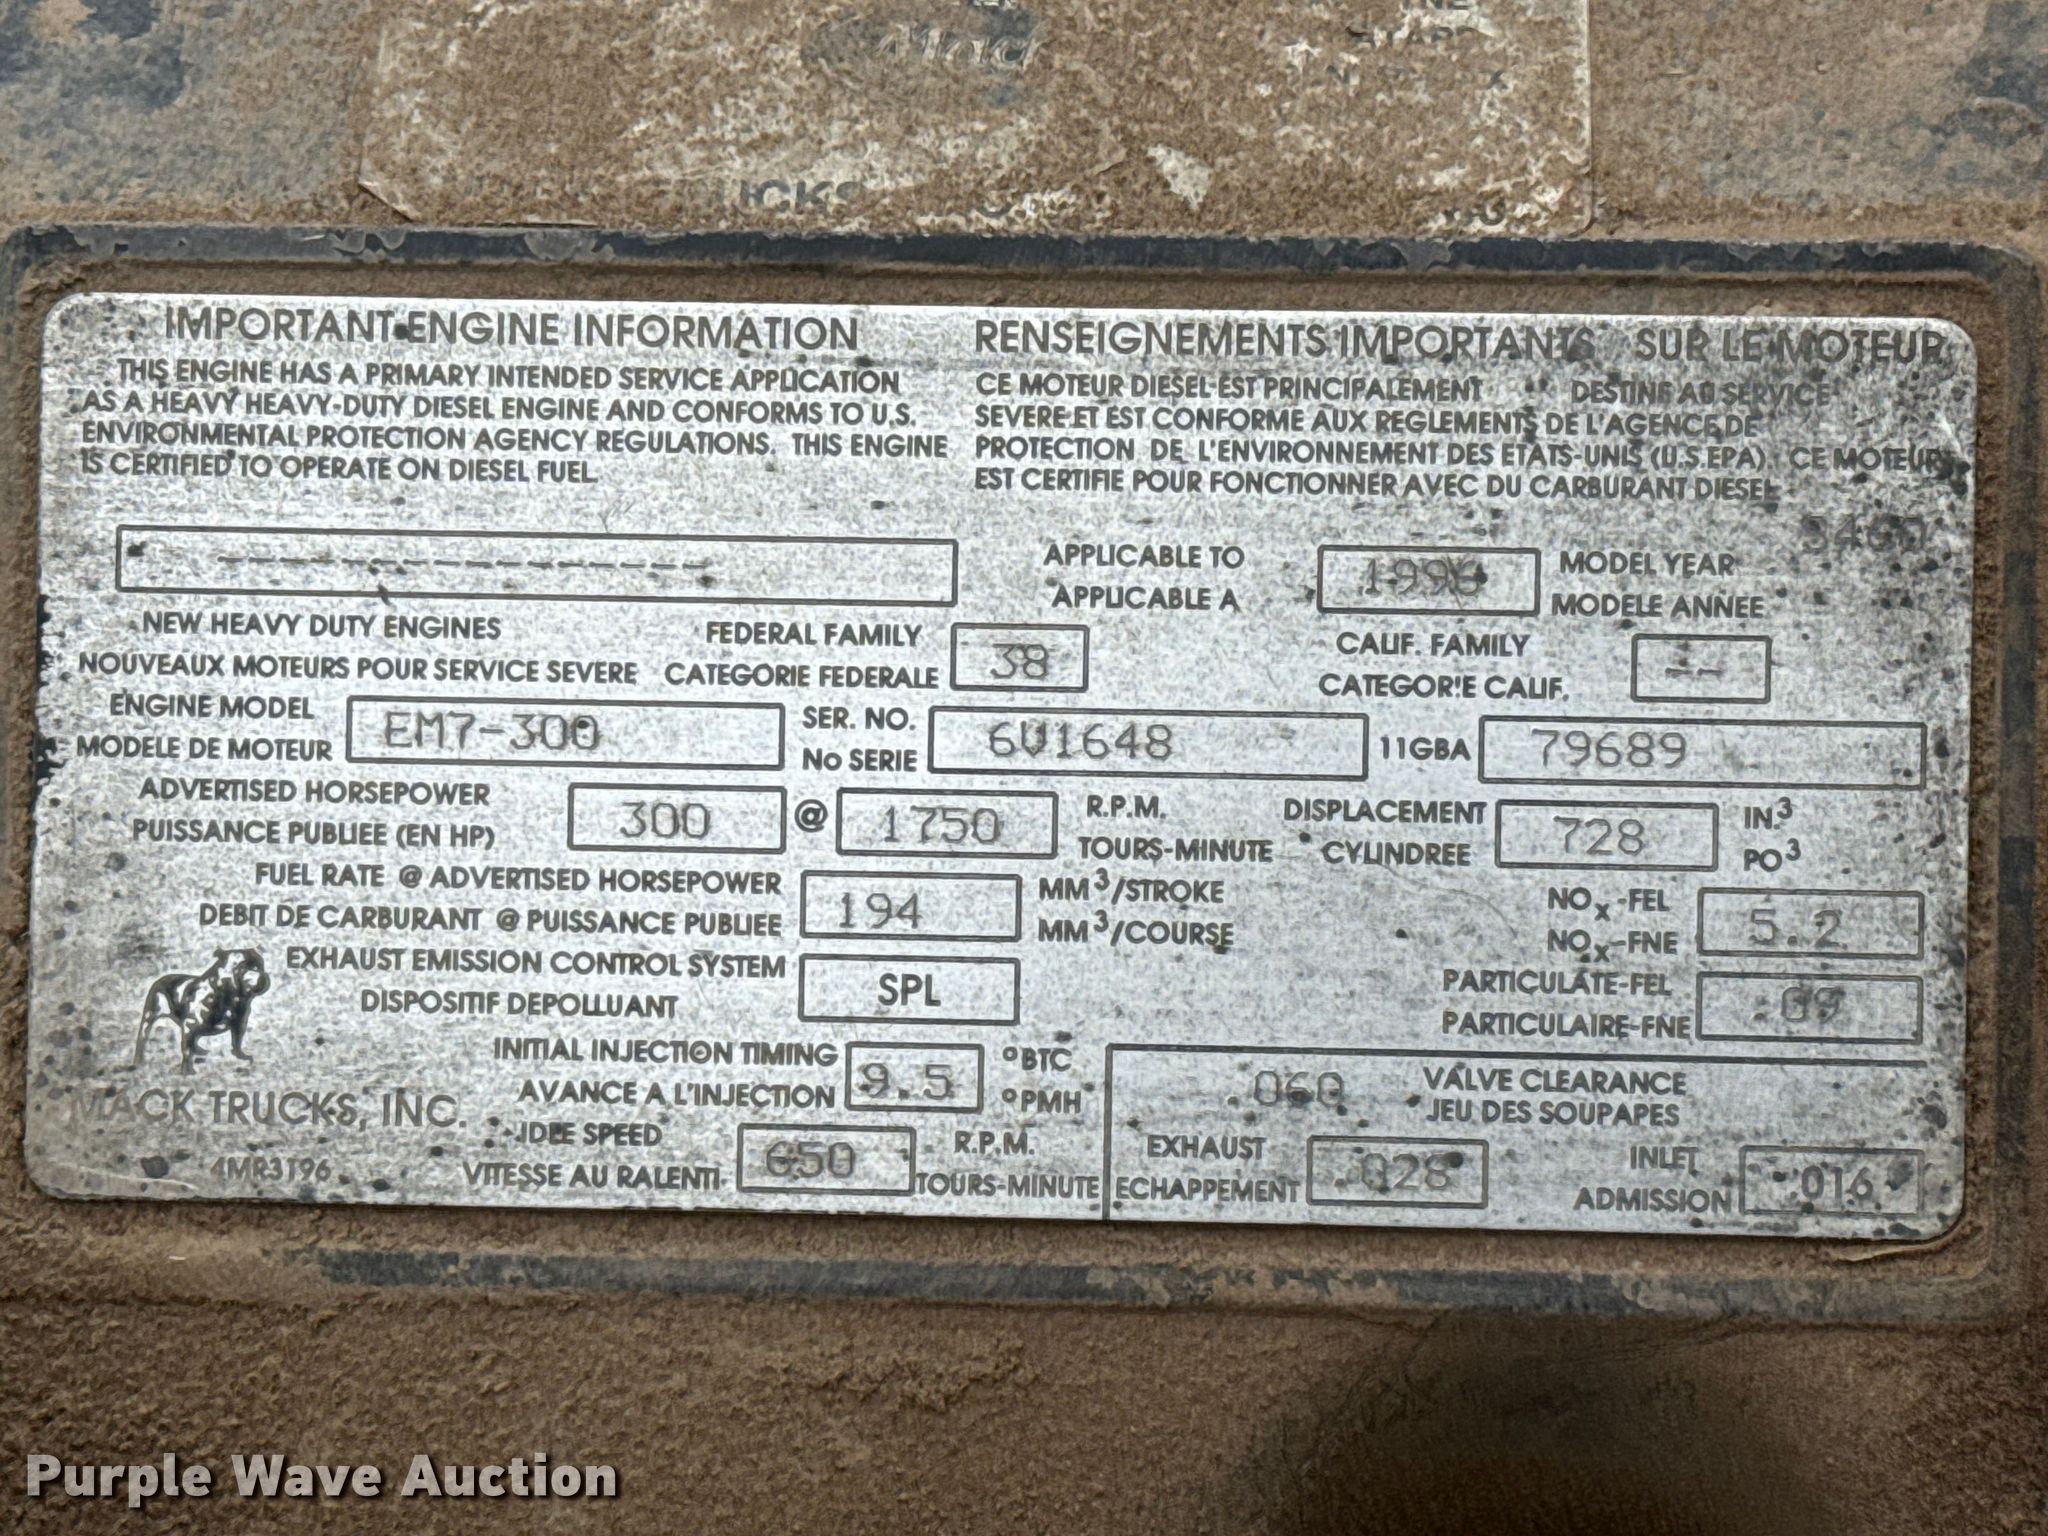 Mack
IMPORTANT ENGINE INFORMATION
THIS ENGINE HAS A PRIMARY INTENDED SERVICE APPLICATION
AS A HEAVY HEAVY-DUTY DIESEL ENGINE AND CONFORMS TO U.S.
ENVIRONMENTAL PROTECTION AGENCY REGULATIONS. THIS ENGINE
IS CERTIFIED TO OPERATE ON DIESEL FUEL.
RENSEIGNEMENTS IMPORTANTS SUR LE MOTEUR
CE MOTEUR DIESEL EST PRINCIPALEMENT DESTINE AU SERVICE
SEVERE ET EST CONFORME AUX REGLEMENTS DE L'AGENCE DE
PROTECTION DE L'ENVIRONNEMENT DES ETATS-UNIS (U.S.EPA). CE MOTEUR
EST CERTIFIE POUR FONCTIONNER AVEC DU CARBURANT DIESEL
----------------
APPLICABLE TO
APPLICABLE A
MODEL YEAR
MODELE ANNEE
NEW HEAVY DUTY ENGINES
NOUVEAUX MOTEURS POUR SERVICE SEVERE
FEDERAL FAMILY
CATEGORIE FEDERALE
38
CALIF. FAMILY
CATEGOR'E CALIF.
--
ENGINE MODEL
MODELE DE MOTEUR
EM7-300
SER. NO.
No SERIE
6V1648
11GBA
79689
ADVERTISED HORSEPOWER
PUISSANCE PUBLIEE (EN HP)
300
@
1750
R.P.M.
TOURS-MINUTE
DISPLACEMENT
CYLINDREE
728
IN.3
PO3
FUEL RATE @ ADVERTISED HORSEPOWER
DEBIT DE CARBURANT @ PUISSANCE PUBLIEE
194
MM3/STROKE
MM3/COURSE
NOx-FEL
NOx-FNE
5.2
EXHAUST EMISSION CONTROL SYSTEM
DISPOSITIF DEPOLLUANT
SPL
PARTICULATE-FEL
PARTICULAIRE-FNE
.09
INITIAL INJECTION TIMING
AVANCE A L'INJECTION
9.5
°BTC
°PMH
.060
VALVE CLEARANCE
JEU DES SOUPAPES
MACK TRUCKS, INC.
4MR3196
IDLE SPEED
VITESSE AU RALENTI
650
R.P.M.
TOURS-MINUTE
EXHAUST
ECHAPPEMENT
.028
INLET
ADMISSION
.016
Purple Wave Auction